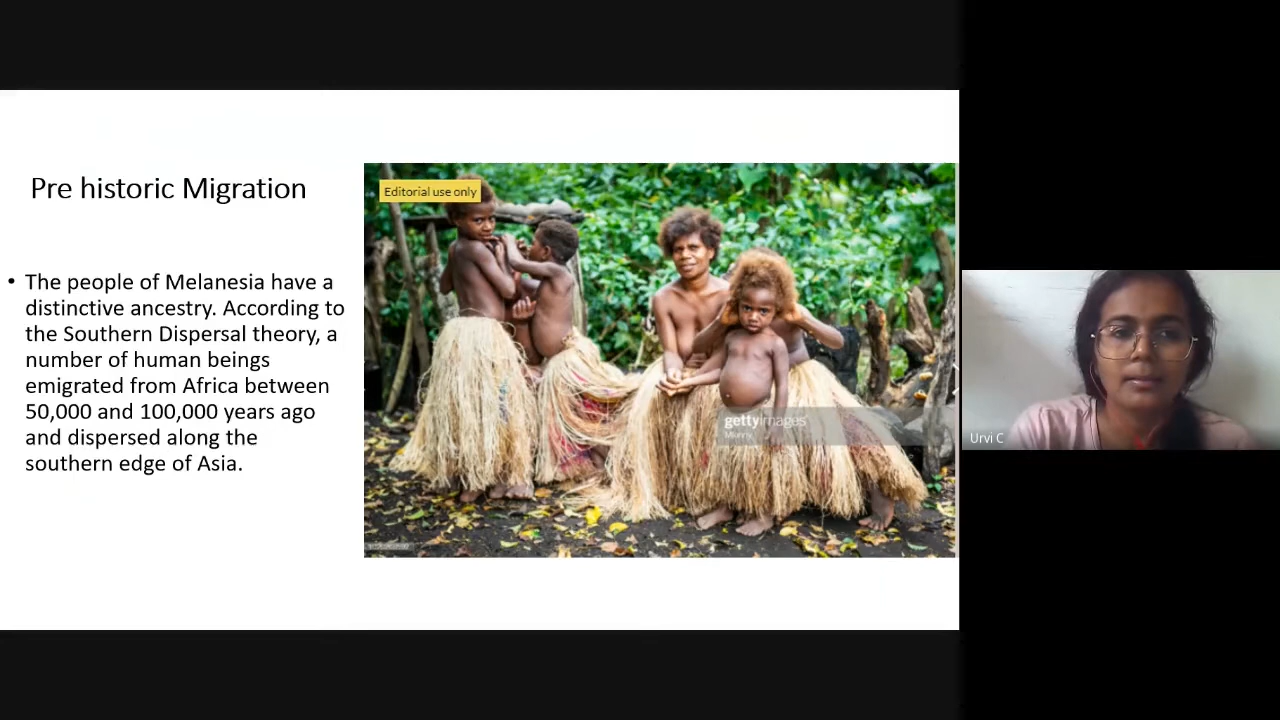 Pre historic Migration
• The people of Melanesia have a
distinctive ancestry. According to
the Southern Dispersal theory, a
number of human beings
emigrated from Africa between
50,000 and 100,000 years ago
and dispersed along the
southern edge of Asia.
Editorial use only
gettyimages
Urvi C